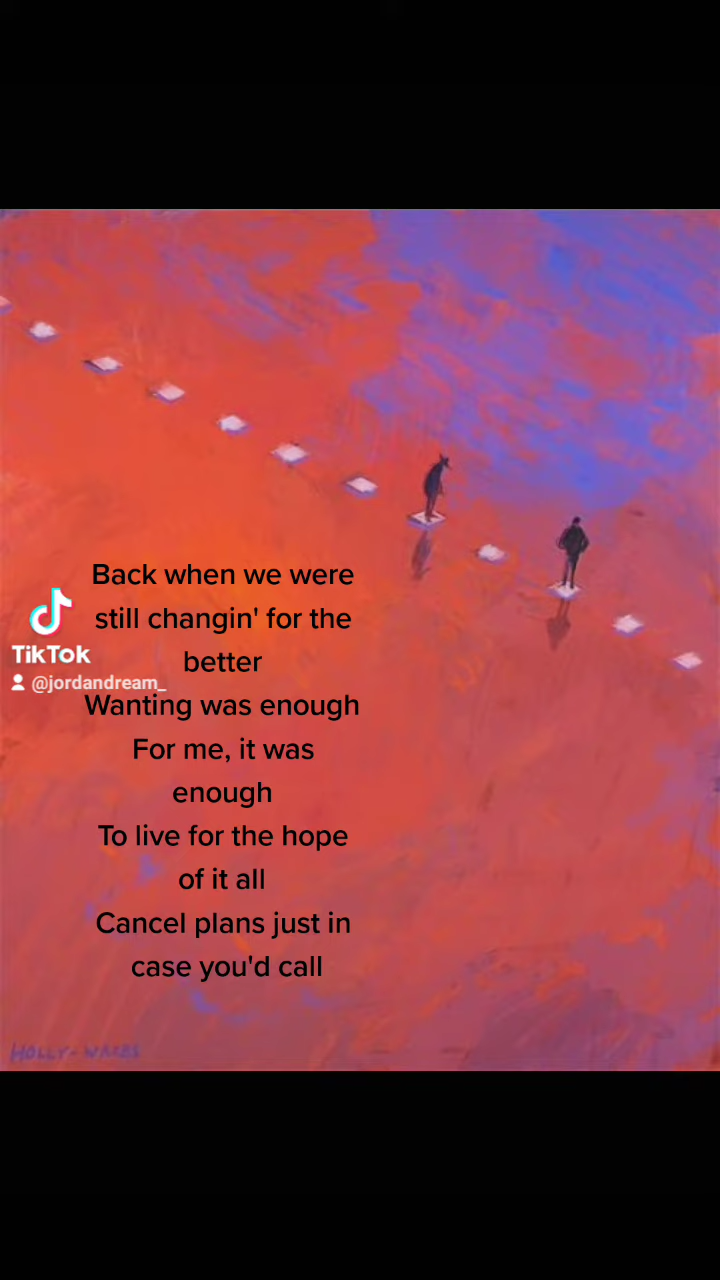 Back when we were
still changin' for the
better
TikTok
@jordandream_
Wanting was enough
For me, it was
enough
To live for the hope
of it all
Cancel plans just in
case you'd call